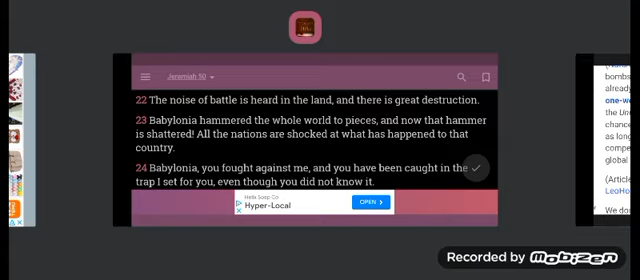 Jeremiah 50
22 The noise of battle is heard in the land, and there is great destruction.
23 Babylonia hammered the whole world to pieces, and now that hammer
is shattered! All the nations are shocked at what has happened to that
country.
24 Babylonia, you fought against me, and you have been caught in the
trap I set for you, even though you did not know it.
Hella Soap Co
Hyper-Local
OPEN
bombs
already
one-w
the Un
chance
as long
compe
global
(Artic
LeoHo
We do
Recorded by MOBIZEN